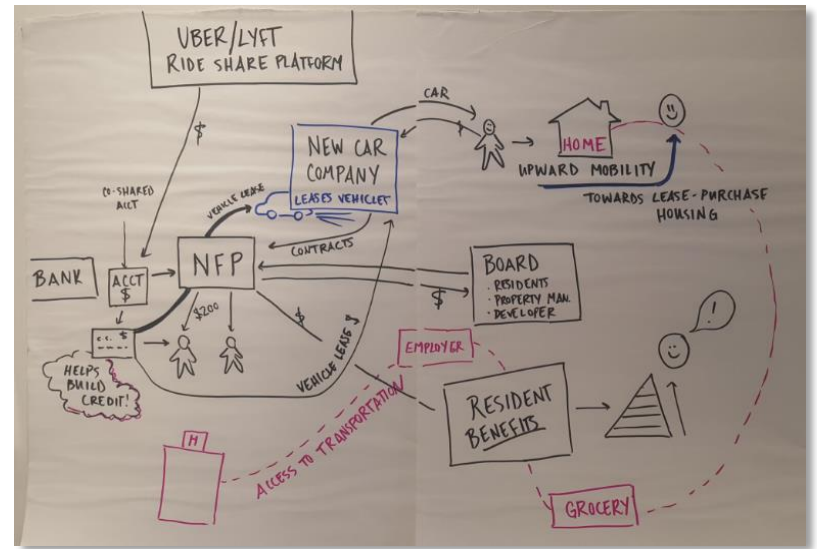 UBER/LYFT
RIDE SHARE PLATFORM
$
CAR
$
NEW CAR
COMPANY
LEASES VEHICLET
HOME
UPWARD MOBILITY
TOWARDS LEASE-PURCHASE
HOUSING
CO-SHARED
ACCT
VEHICLE LEASE
CONTRACTS
BANK
ACCT
$
NFP
BOARD
· RESIDENTS
· PROPERTY MAN.
· DEVELOPER
$
$200
$
VEHICLE LEASE $
!
HELPS
BUILD
CREDIT!
EMPLOYER
RESIDENT
BENEFITS
M
ACCESS TO TRANSPORTATION
GROCERY